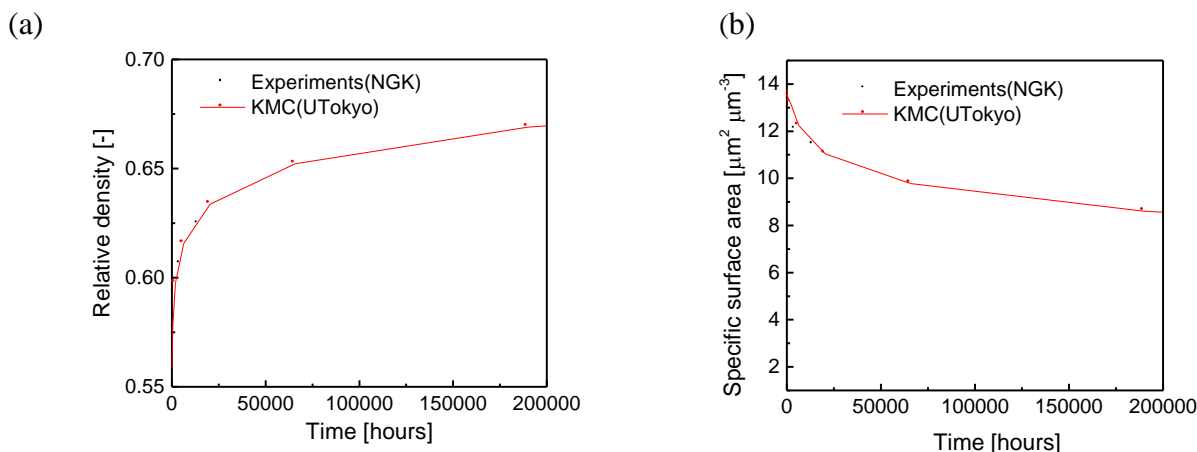 (a)
(b)
0.70
0.65
0.60
0.55
Relative density [-]
Experiments(NGK)
KMC(UTokyo)
0
50000
100000
150000
200000
Time [hours]
14
12
10
8
6
4
2
Specific surface area [μm² μm⁻³]
Experiments(NGK)
KMC(UTokyo)
0
50000
100000
150000
200000
Time [hours]